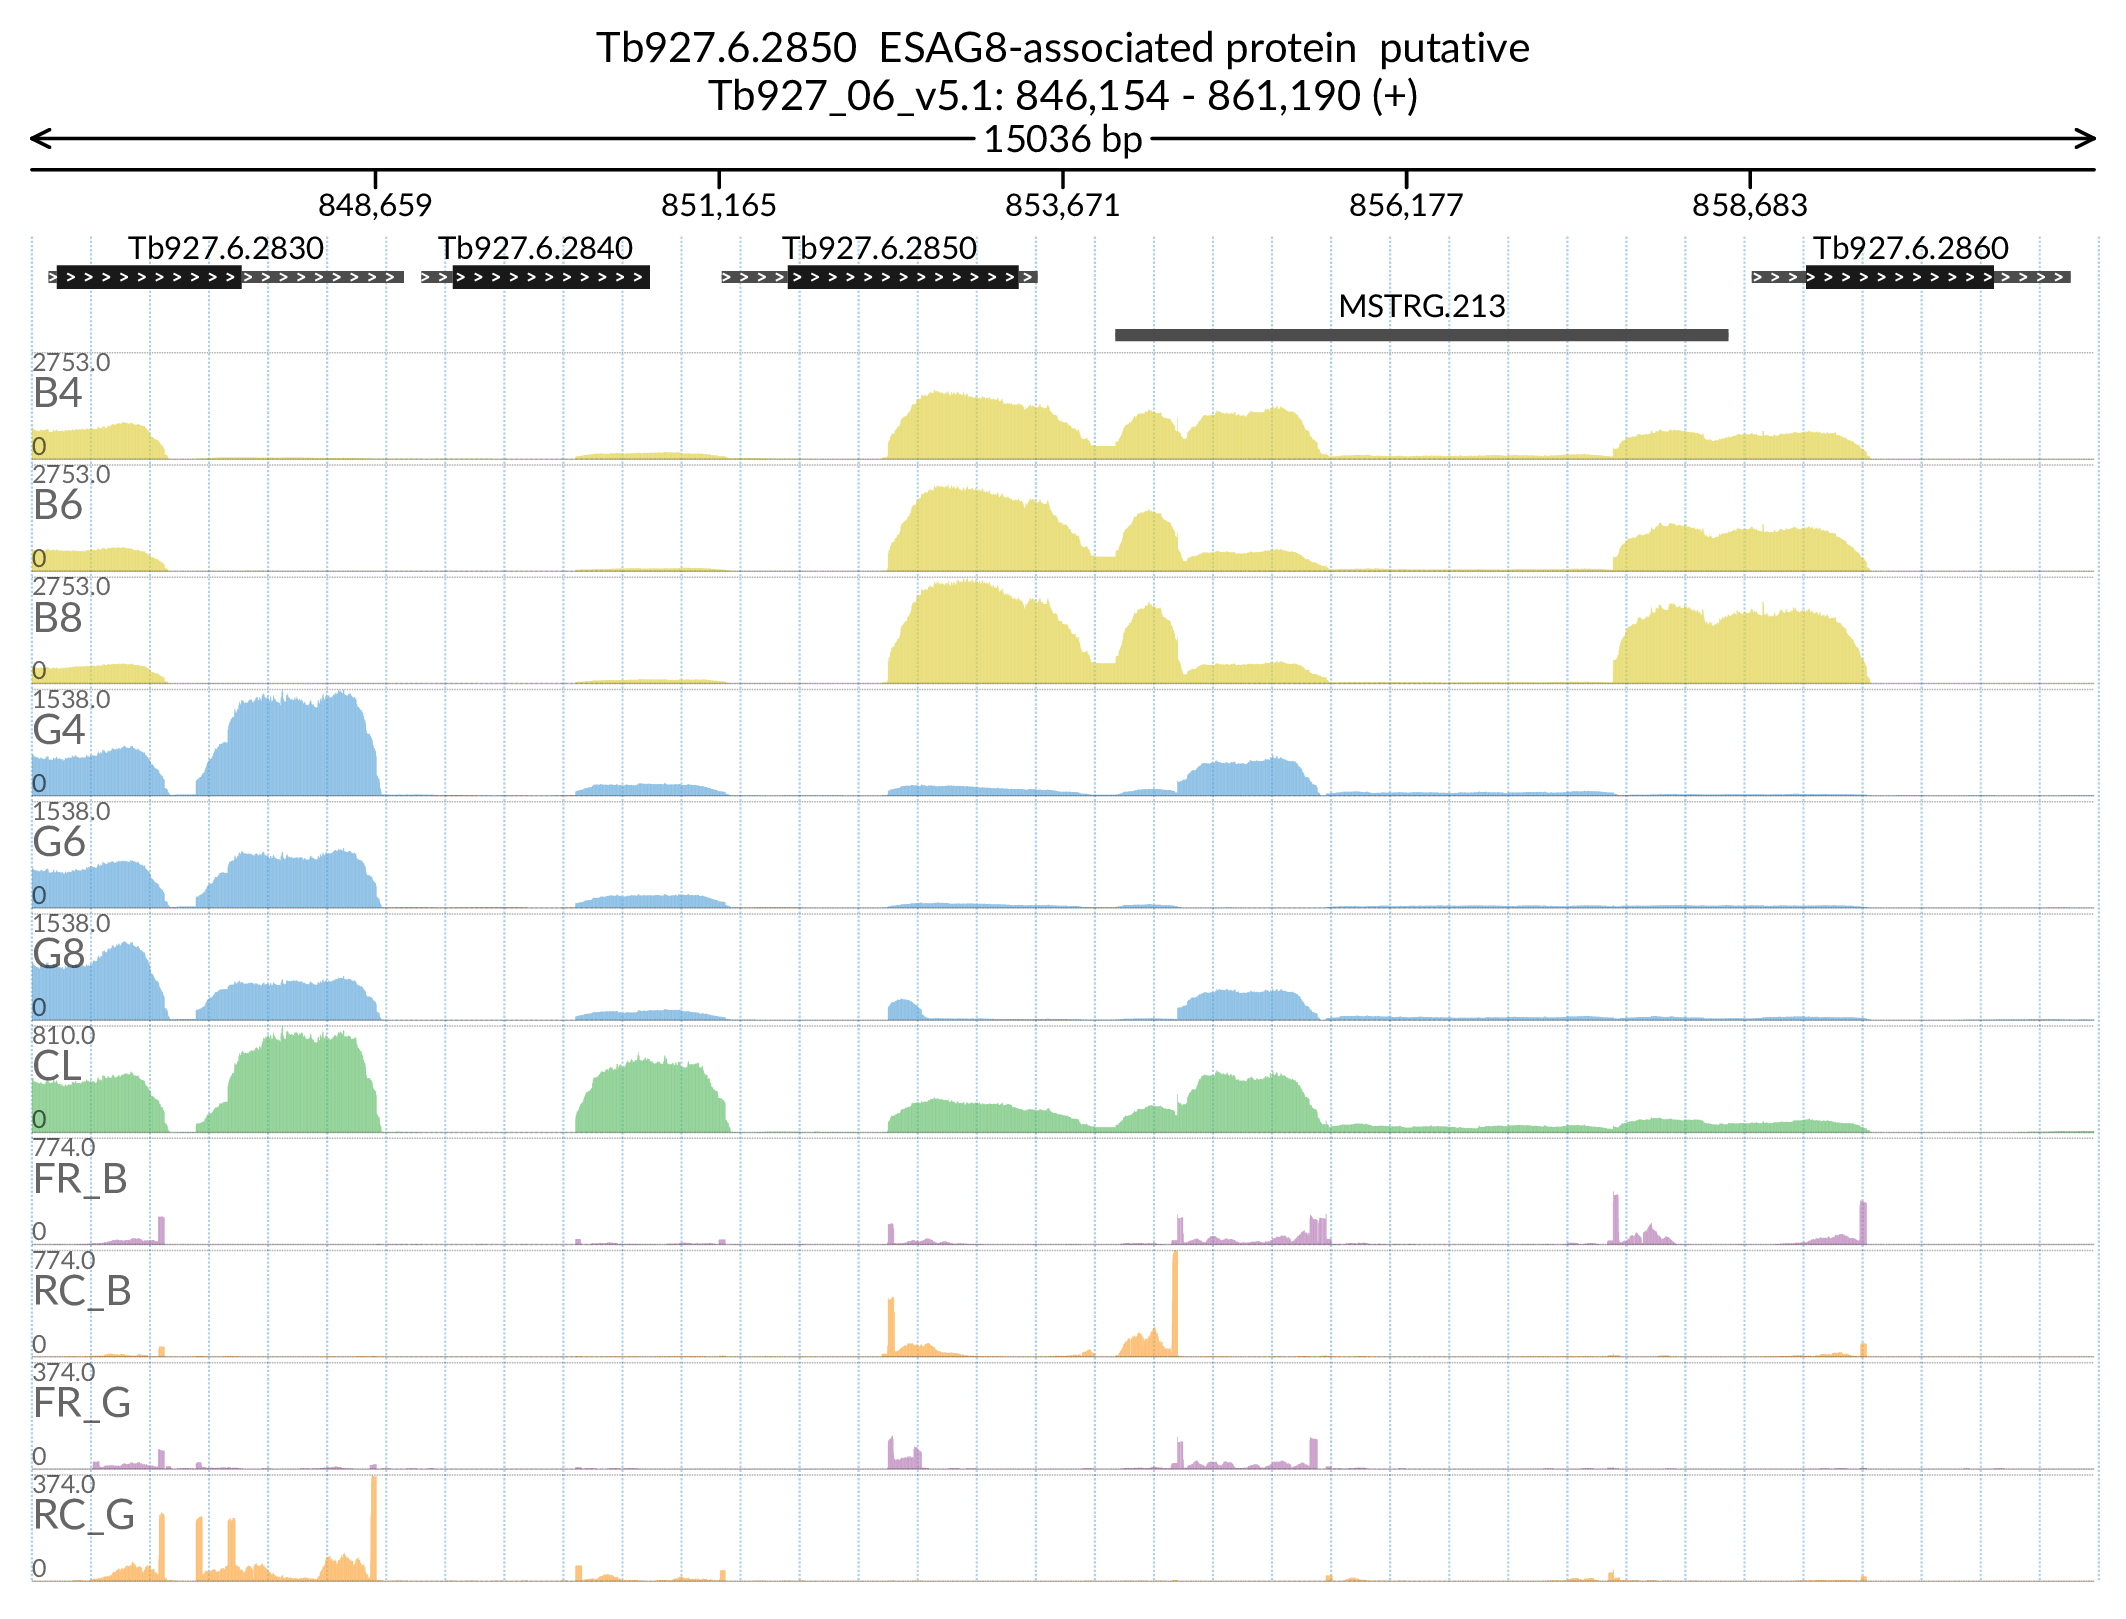 Tb927.6.2850  ESAG8-associated protein  putative
Tb927_06_v5.1: 846,154 - 861,190 (+)
15036 bp
848,659 851,165 853,671 856,177 858,683
Tb927.6.2830 Tb927.6.2840 Tb927.6.2850 Tb927.6.2860
MSTRG.213
2753.0
B4
0
2753.0
B6
0
2753.0
B8
0
1538.0
G4
0
1538.0
G6
0
1538.0
G8
0
810.0
CL
0
774.0
FR_B
0
774.0
RC_B
0
374.0
FR_G
0
374.0
RC_G
0